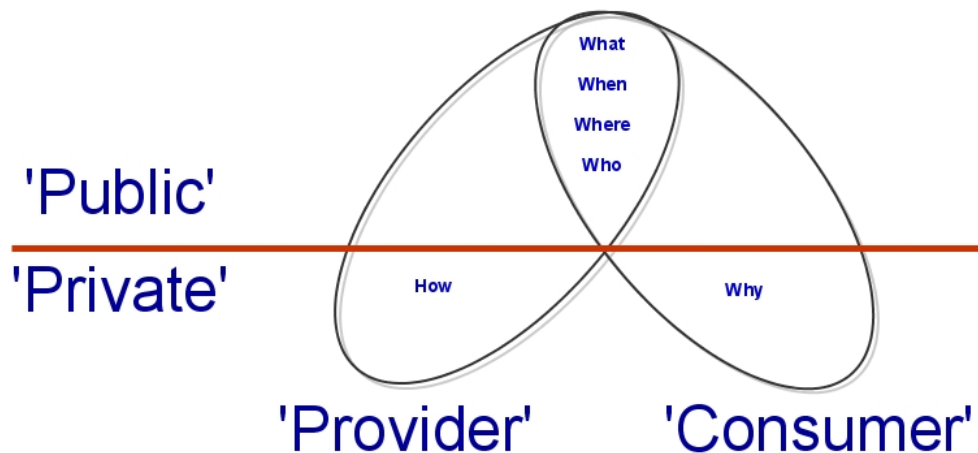 What
When
Where
Who
'Public'
'Private'
How
Why
'Provider'
'Consumer'